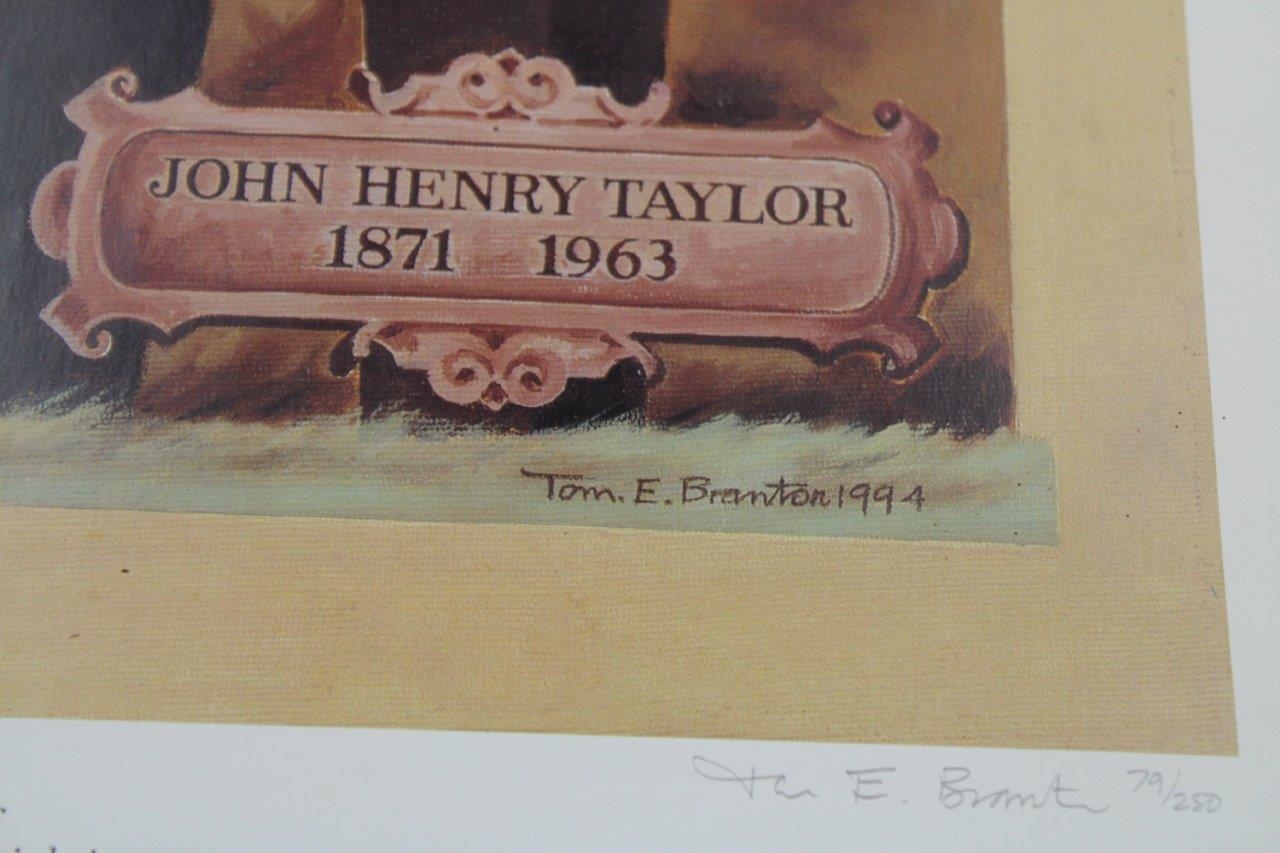 JOHN HENRY TAYLOR
1871 1963
Tom. E. Branton 1994
Tom E. Branton 79/250